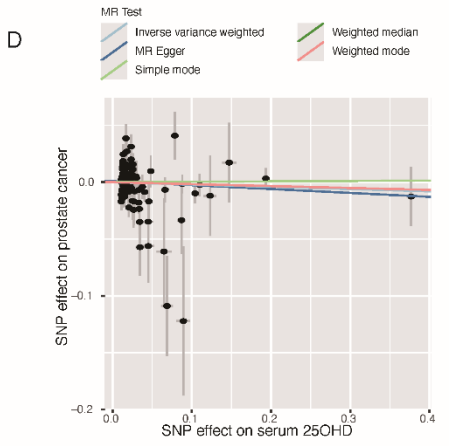 D
MR Test
Inverse variance weighted
MR Egger
Simple mode
Weighted median
Weighted mode
SNP effect on prostate cancer
0.0
-0.1
-0.2
0.0 0.1 0.2 0.3 0.4
SNP effect on serum 25OHD